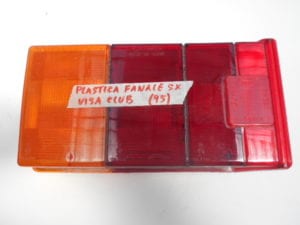 PLASTICA FANALE SX
VISA CLUB (95)